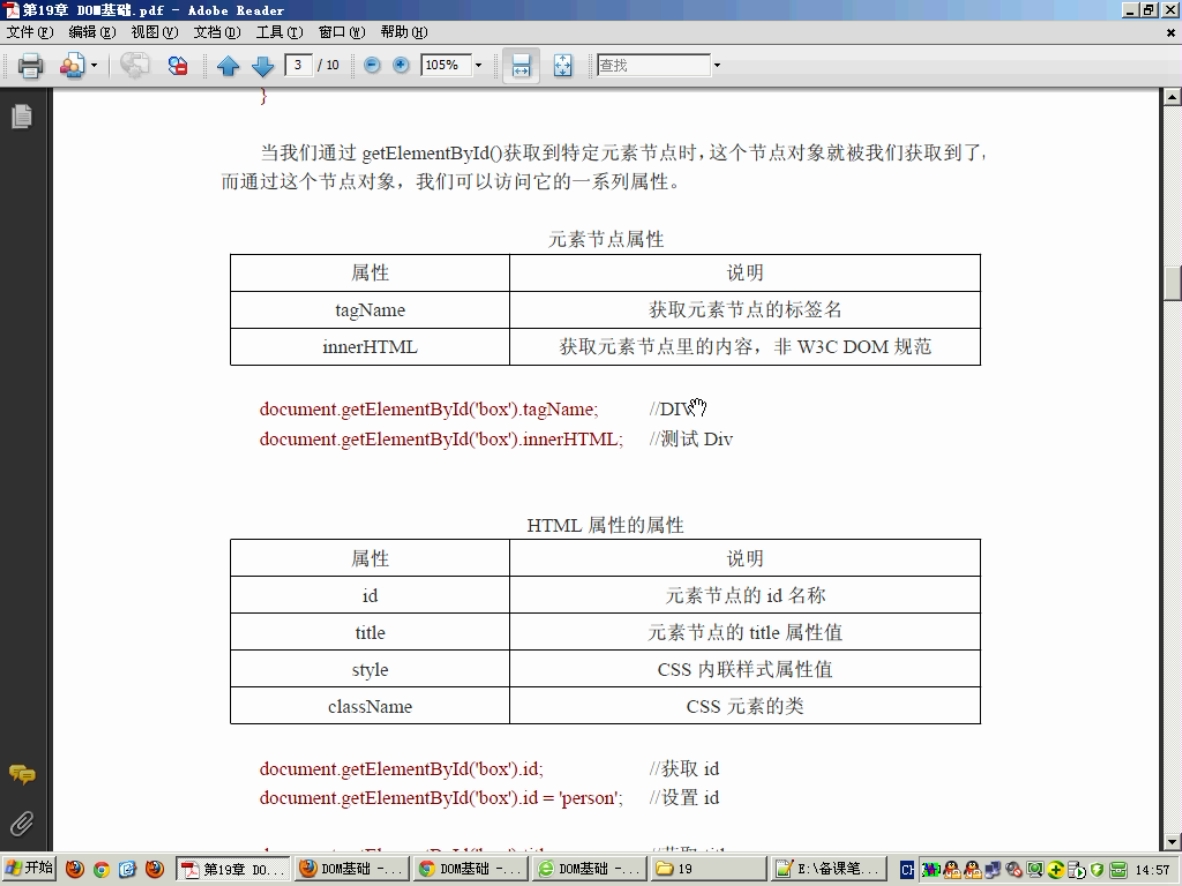 第19章 DOM基础.pdf - Adobe Reader
文件(F) 编辑(E) 视图(V) 文档(D) 工具(T) 窗口(W) 帮助(H)
3 / 10 105% 查找
}
当我们通过 getElementById()获取到特定元素节点时,这个节点对象就被我们获取到了,
而通过这个节点对象，我们可以访问它的一系列属性。
元素节点属性
属性 说明
tagName 获取元素节点的标签名
innerHTML 获取元素节点里的内容，非 W3C DOM 规范
document.getElementById('box').tagName; //DIV
document.getElementById('box').innerHTML; //测试 Div
HTML 属性的属性
属性 说明
id 元素节点的 id 名称
title 元素节点的 title 属性值
style CSS 内联样式属性值
className CSS 元素的类
document.getElementById('box').id; //获取 id
document.getElementById('box').id = 'person'; //设置 id
开始 第19章 DO... DOM基础 -... DOM基础 -... DOM基础 -... 19 E:\备课笔... 14:57